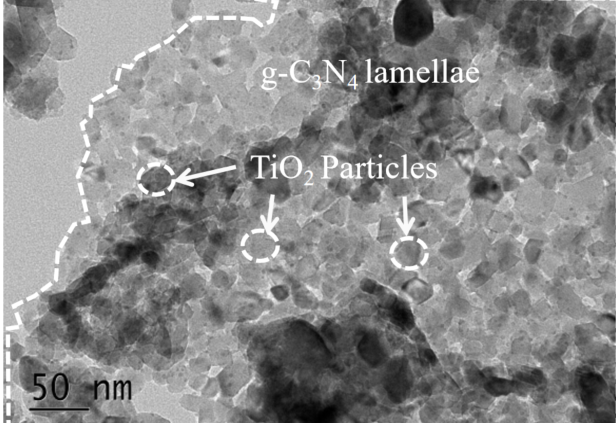 g-C₃N₄ lamellae
TiO₂ Particles
50 nm